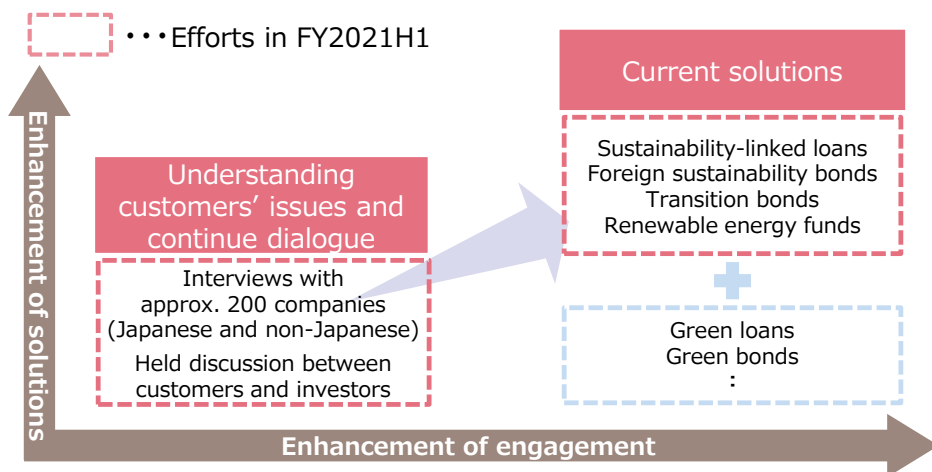 ・・・Efforts in FY2021H1
Enhancement of solutions
Understanding
customers’ issues and
continue dialogue
Interviews with
approx. 200 companies
(Japanese and non-Japanese)
Held discussion between
customers and investors
Current solutions
Sustainability-linked loans
Foreign sustainability bonds
Transition bonds
Renewable energy funds
Green loans
Green bonds
:
Enhancement of engagement